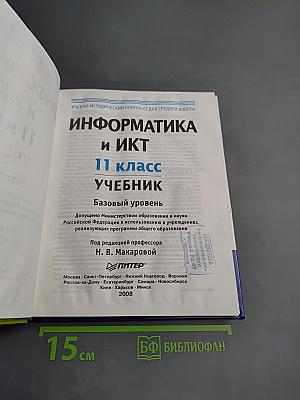 УЧЕБНО-МЕТОДИЧЕСКИЙ КОМПЛЕКТ ДЛЯ СРЕДНЕЙ ШКОЛЫ
ИНФОРМАТИКА
и ИКТ
11 класс
УЧЕБНИК
Базовый уровень
Допущено Министерством образования и науки
Российской Федерации к использованию в учреждениях,
реализующих программы общего образования
Под редакцией профессора
Н. В. Макаровой
ПИТЕР
Москва · Санкт-Петербург · Нижний Новгород · Воронеж
Ростов-на-Дону · Екатеринбург · Самара · Новосибирск
Киев · Харьков · Минск
2008
15 см
БФ БИБЛИОФАН